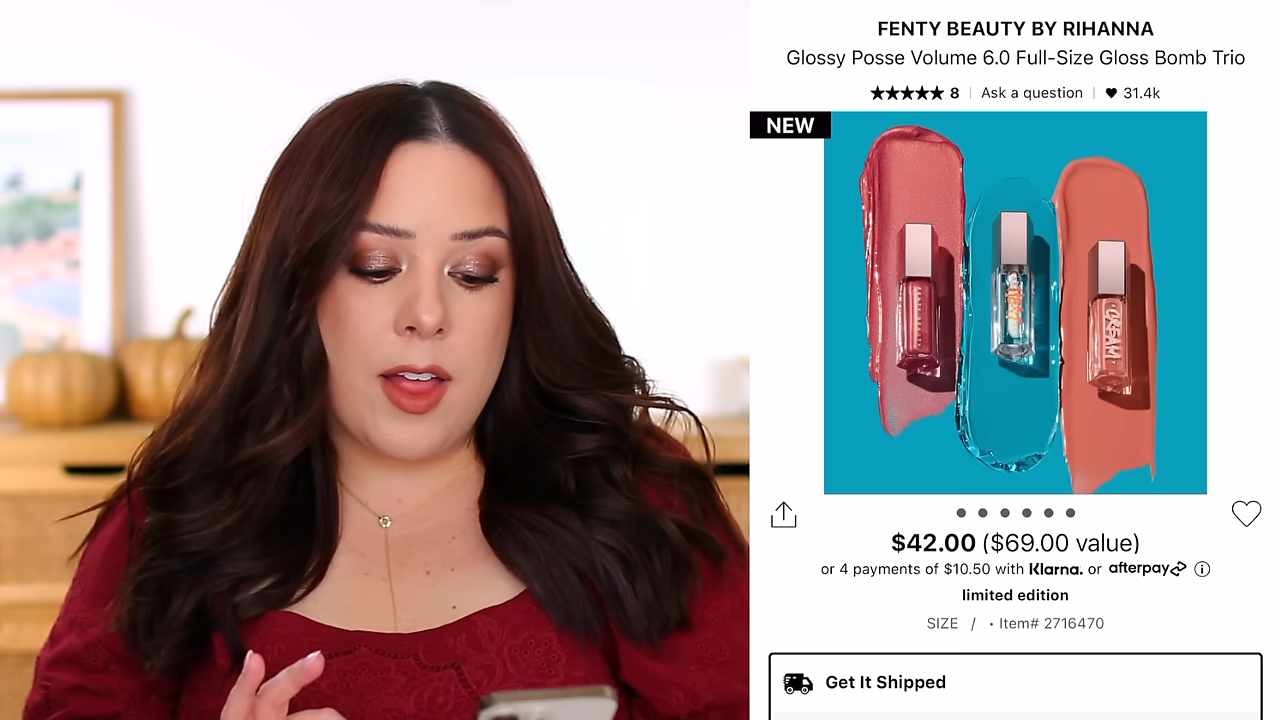 FENTY BEAUTY BY RIHANNA
Glossy Posse Volume 6.0 Full-Size Gloss Bomb Trio
★★★★★ 8 | Ask a question | ♥ 31.4k
NEW
CREAM
$42.00 ($69.00 value)
or 4 payments of $10.50 with Klarna. or afterpay
limited edition
SIZE / • Item# 2716470
Get It Shipped